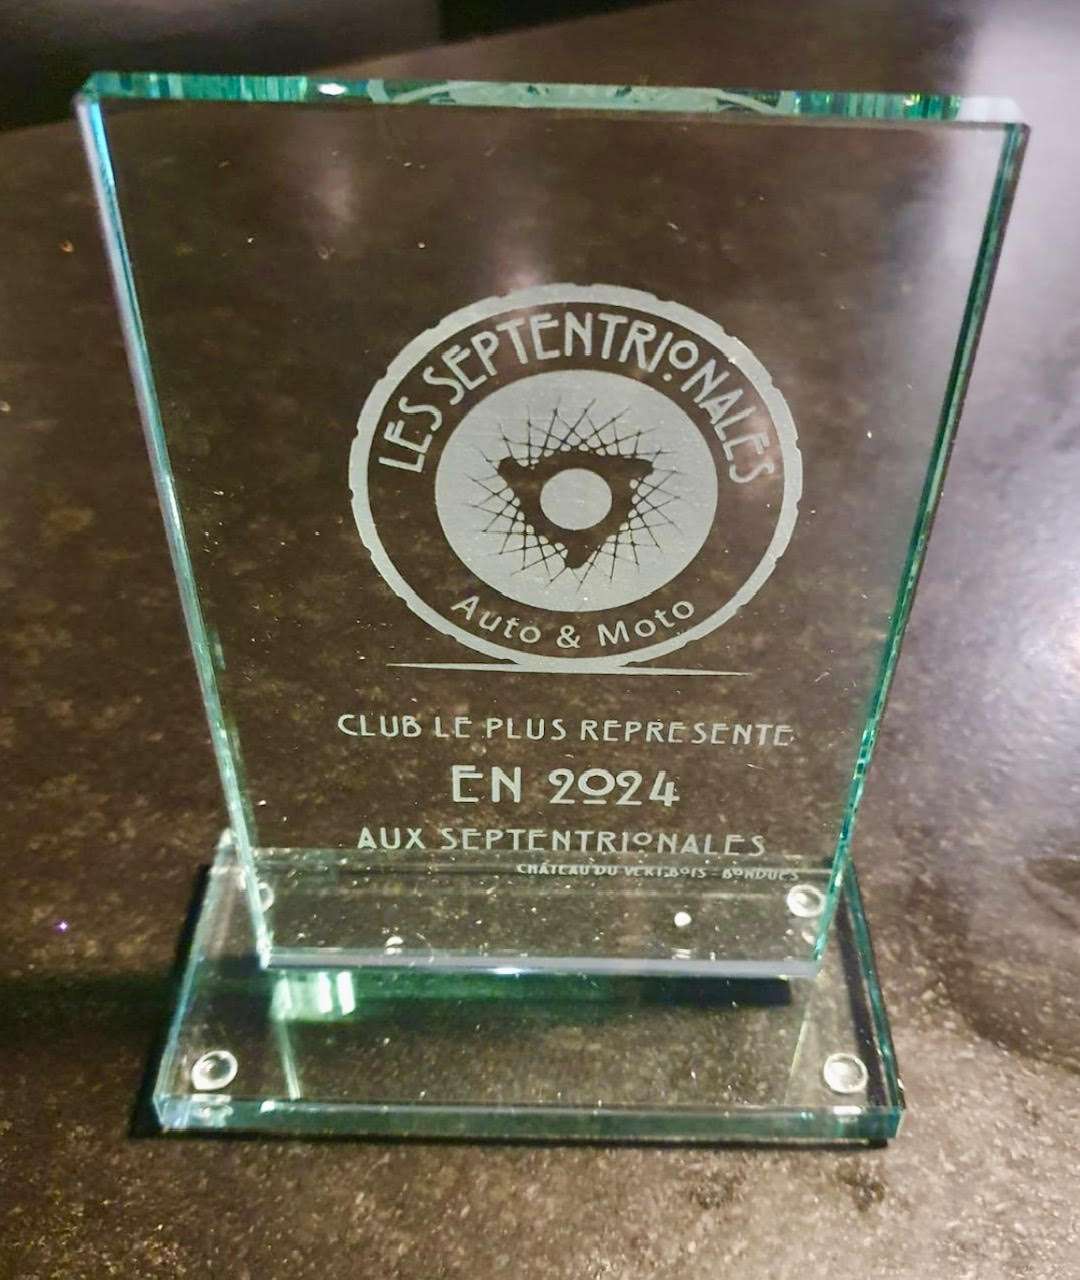 LES SEPTENTRIONALES
Auto & Moto
CLUB LE PLUS REPRESENTE
EN 2024
AUX SEPTENTRIONALES
CHÂTEAU DU VERT-BOIS - BONDUES